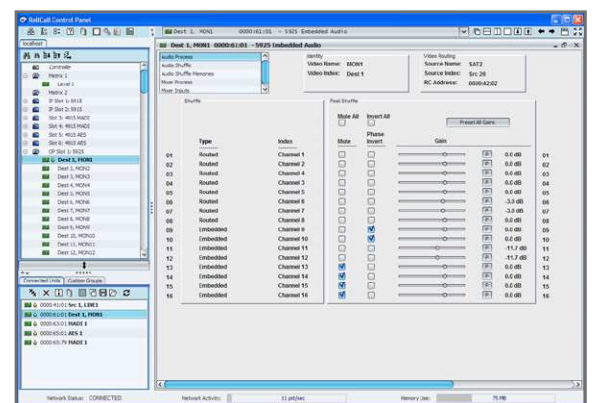 RollCall Control Panel
Dest 1, MON1 0000:61:01 - 5925 Embedded Audio
localhost
Controller
Matrix 1
Level 1
Matrix 2
IP Slot 1: 5915
IP Slot 2: 5915
Slot 3: 4915 MADI
Slot 4: 4915 MADI
Slot 5: 4915 AES
Slot 6: 4915 AES
OP Slot 1: 5925
Dest 1, MON1
Dest 2, MON2
Dest 3, MON3
Dest 4, MON4
Dest 5, MON5
Dest 6, MON6
Dest 7, MON7
Dest 8, MON8
Dest 9, MON9
Dest 10, MON10
Dest 11, MON11
Dest 12, MON12
Connected Units Custom Groups
0000:41:01 Src 1, LINE1
0000:61:01 Dest 1, MON1
0000:63:01 MADI 1
0000:65:01 AES 1
0000:65:79 MADI 1
Dest 1, MON1 0000:61:01 - 5925 Embedded Audio
Audio Process
Audio Shuffle
Audio Shuffle Memories
Mixer Process
Mixer Inputs
Identity
Video Name: MON1
Video Index: Dest 1
Video Routing
Source Name: SAT2
Source Index: Src 26
RC Address: 0000:42:02
Shuffle
Post Shuffle
Mute All Invert All
Preset All Gains
Type Index Mute Phase Invert Gain
01 Routed Channel 1 0.0 dB 01
02 Routed Channel 2 0.0 dB 02
03 Routed Channel 3 0.0 dB 03
04 Routed Channel 4 0.0 dB 04
05 Routed Channel 5 0.0 dB 05
06 Routed Channel 6 -3.0 dB 06
07 Routed Channel 7 -3.0 dB 07
08 Routed Channel 8 0.0 dB 08
09 Embedded Channel 9 0.0 dB 09
10 Embedded Channel 10 0.0 dB 10
11 Embedded Channel 11 -11.7 dB 11
12 Embedded Channel 12 -11.7 dB 12
13 Embedded Channel 13 0.0 dB 13
14 Embedded Channel 14 0.0 dB 14
15 Embedded Channel 15 0.0 dB 15
16 Embedded Channel 16 0.0 dB 16
Network Status: CONNECTED Network Activity: 11 pkt/sec Memory Use: 75 MB